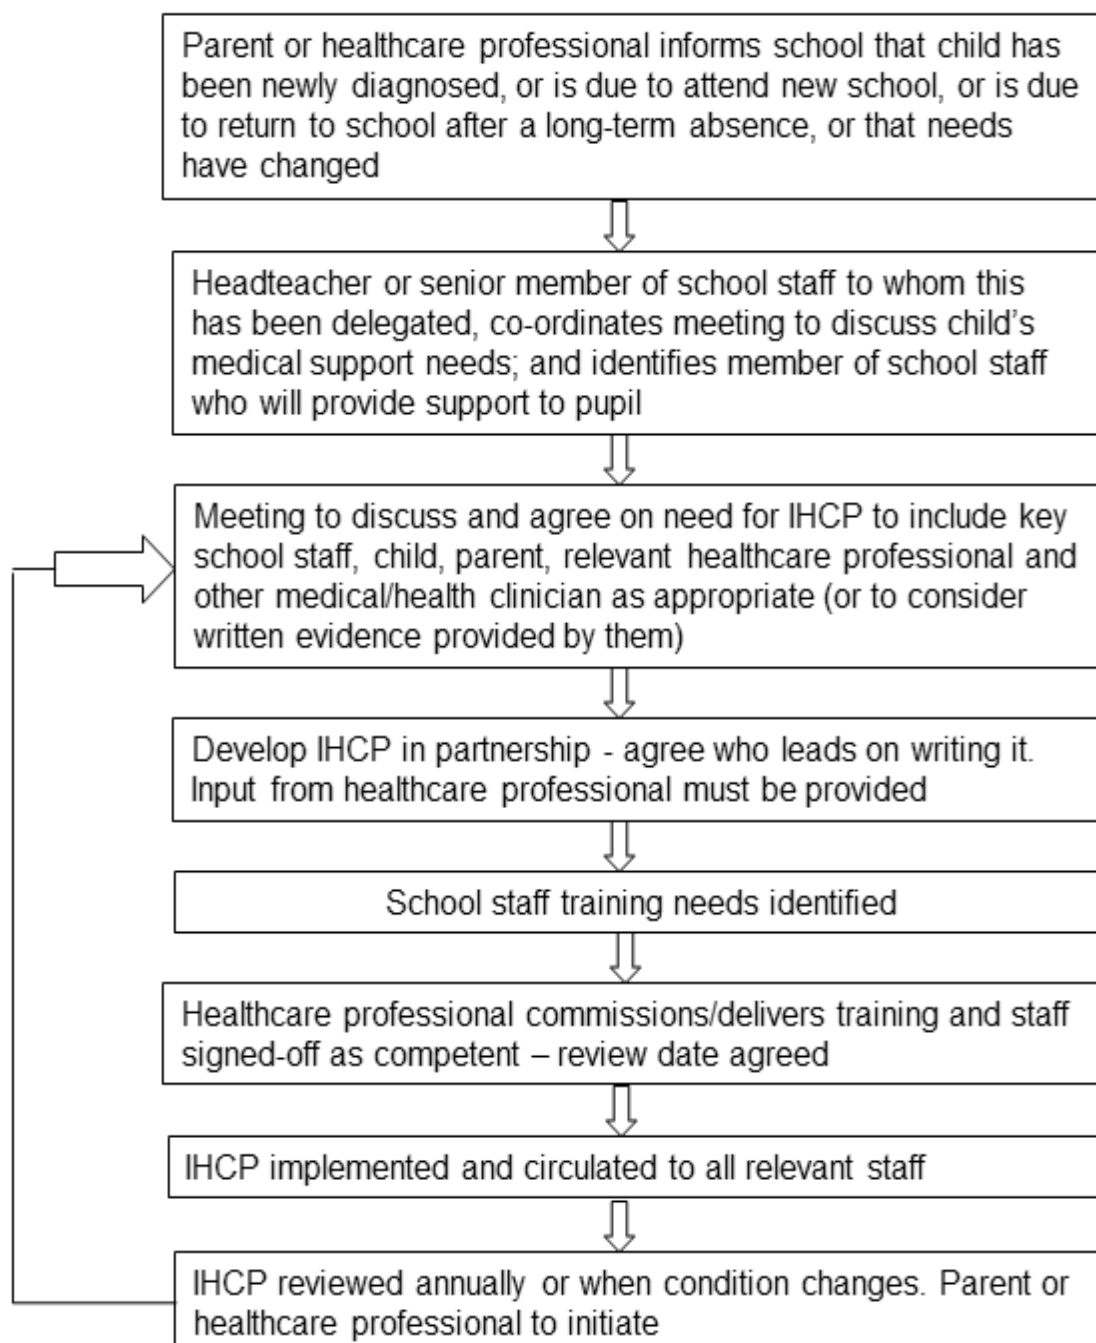 Parent or healthcare professional informs school that child has
been newly diagnosed, or is due to attend new school, or is due
to return to school after a long-term absence, or that needs
have changed
Headteacher or senior member of school staff to whom this
has been delegated, co-ordinates meeting to discuss child's
medical support needs; and identifies member of school staff
who will provide support to pupil
Meeting to discuss and agree on need for IHCP to include key
school staff, child, parent, relevant healthcare professional and
other medical/health clinician as appropriate (or to consider
written evidence provided by them)
Develop IHCP in partnership - agree who leads on writing it.
Input from healthcare professional must be provided
School staff training needs identified
Healthcare professional commissions/delivers training and staff
signed-off as competent – review date agreed
IHCP implemented and circulated to all relevant staff
IHCP reviewed annually or when condition changes. Parent or
healthcare professional to initiate